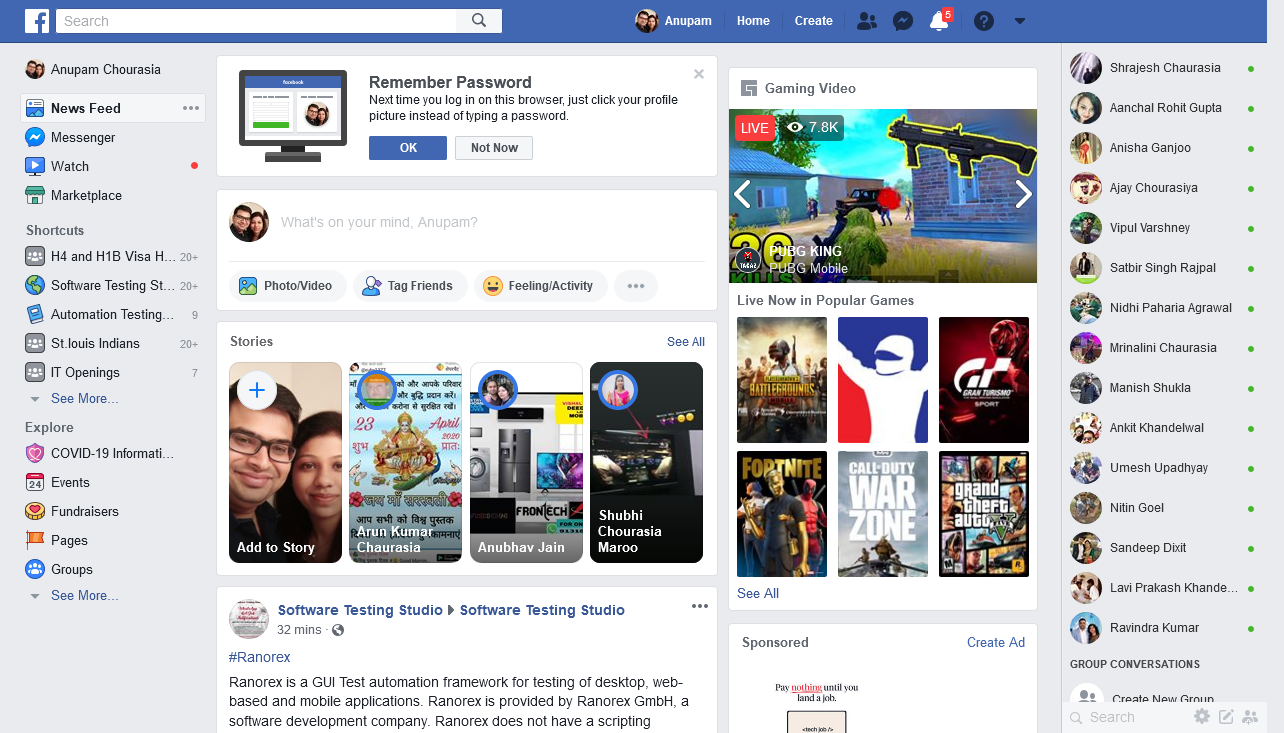 Search
Anupam
Home
Create
5
Anupam Chourasia
News Feed
Messenger
Watch
Marketplace
Shortcuts
H4 and H1B Visa H... 20+
Software Testing St... 20+
Automation Testing... 9
St.louis Indians 20+
IT Openings 7
See More...
Explore
COVID-19 Informati...
24 Events
Fundraisers
Pages
Groups
See More...
facebook
Remember Password
Next time you log in on this browser, just click your profile
picture instead of typing a password.
OK
Not Now
What's on your mind, Anupam?
Photo/Video
Tag Friends
Feeling/Activity
Stories
See All
Add to Story
23 April
2020
शुभ
प्रातः
जय माँ सरस्वती
आप सभी को विश्व पुस्तक
Arun Kumar
Chaurasia
FRONTECH
Anubhav Jain
Shubhi
Chourasia
Maroo
Software Testing Studio
Software Testing Studio
32 mins ·
#Ranorex
Ranorex is a GUI Test automation framework for testing of desktop, web-
based and mobile applications. Ranorex is provided by Ranorex GmbH, a
software development company. Ranorex does not have a scripting
Gaming Video
LIVE
7.8K
PUBG KING
PUBG Mobile
Live Now in Popular Games
BATTLEGROUNDS
GRAN TURISMO
SPORT
FORTNITE
CALL OF DUTY
WAR
ZONE
grand
theft
auto
See All
Sponsored
Create Ad
Pay nothing until you
land a job.
<tech job />
Shrajesh Chaurasia
Aanchal Rohit Gupta
Anisha Ganjoo
Ajay Chourasiya
Vipul Varshney
Satbir Singh Rajpal
Nidhi Paharia Agrawal
Mrinalini Chaurasia
Manish Shukla
Ankit Khandelwal
Umesh Upadhyay
Nitin Goel
Sandeep Dixit
Lavi Prakash Khande...
Ravindra Kumar
GROUP CONVERSATIONS
Create New Group
Search